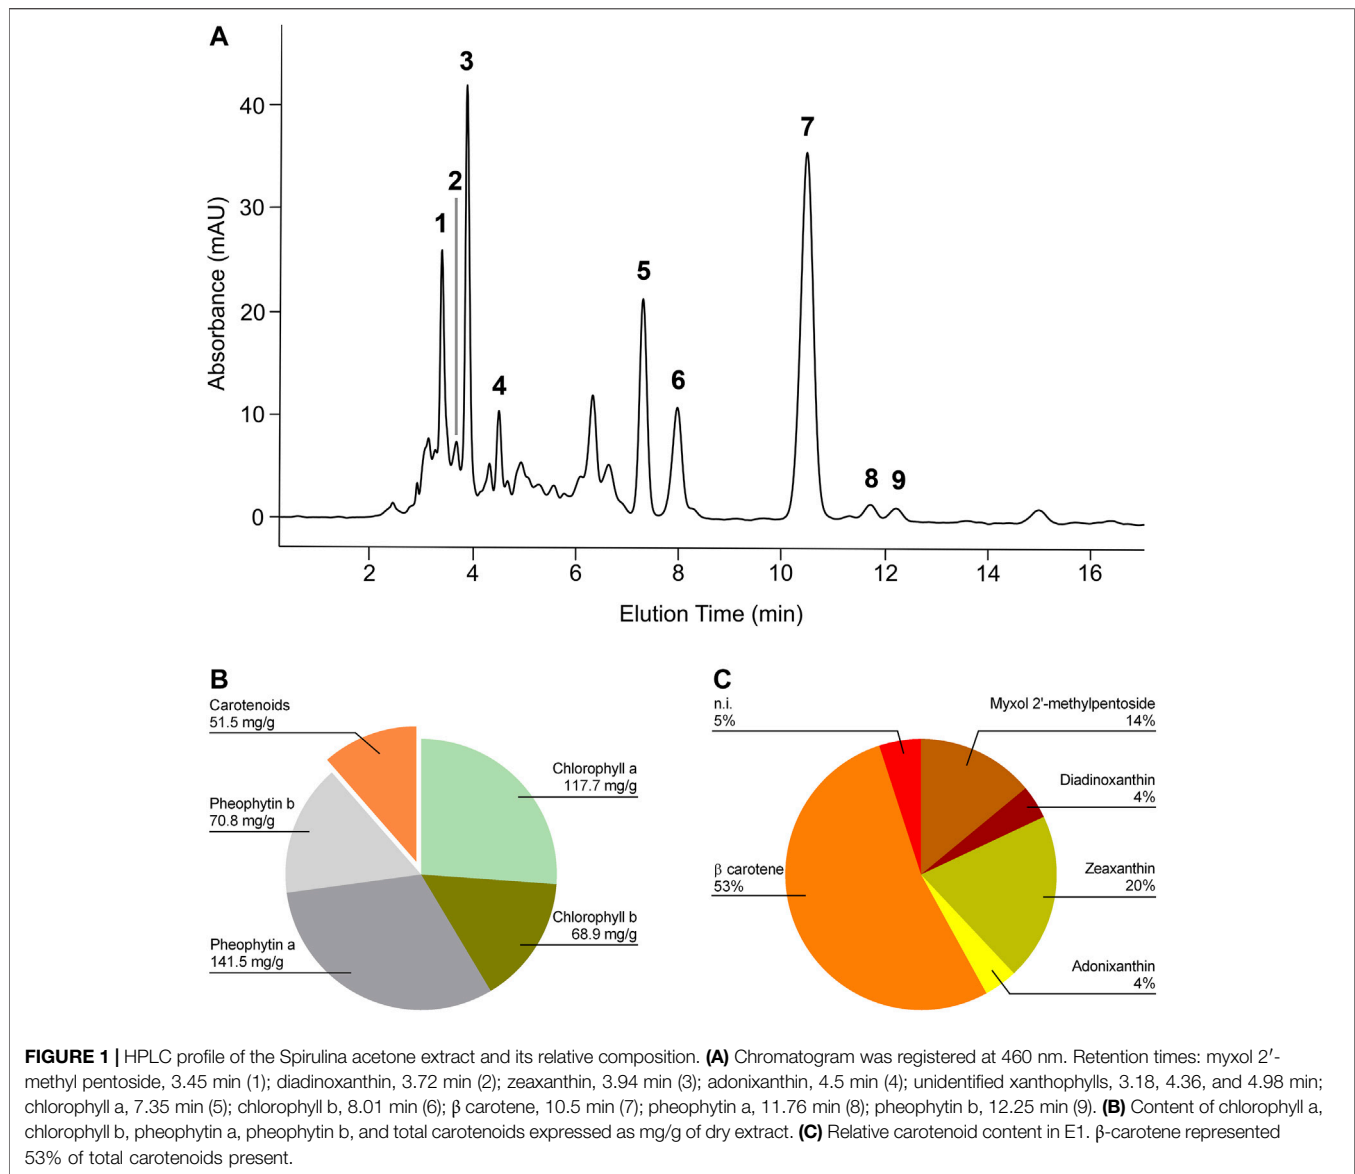 A
3
2
1
7
5
4
6
8 9
40
30
20
10
0
Absorbance (mAU)
2 4 6 8 10 12 14 16
Elution Time (min)
B
Carotenoids
51.5 mg/g
Chlorophyll a
117.7 mg/g
Pheophytin b
70.8 mg/g
Chlorophyll b
68.9 mg/g
Pheophytin a
141.5 mg/g
C
n.i.
5%
Myxol 2'-methylpentoside
14%
Diadinoxanthin
4%
β carotene
53%
Zeaxanthin
20%
Adonixanthin
4%
FIGURE 1 | HPLC profile of the Spirulina acetone extract and its relative composition. (A) Chromatogram was registered at 460 nm. Retention times: myxol 2′-
methyl pentoside, 3.45 min (1); diadinoxanthin, 3.72 min (2); zeaxanthin, 3.94 min (3); adonixanthin, 4.5 min (4); unidentified xanthophylls, 3.18, 4.36, and 4.98 min;
chlorophyll a, 7.35 min (5); chlorophyll b, 8.01 min (6); β carotene, 10.5 min (7); pheophytin a, 11.76 min (8); pheophytin b, 12.25 min (9). (B) Content of chlorophyll a,
chlorophyll b, pheophytin a, pheophytin b, and total carotenoids expressed as mg/g of dry extract. (C) Relative carotenoid content in E1. β-carotene represented
53% of total carotenoids present.